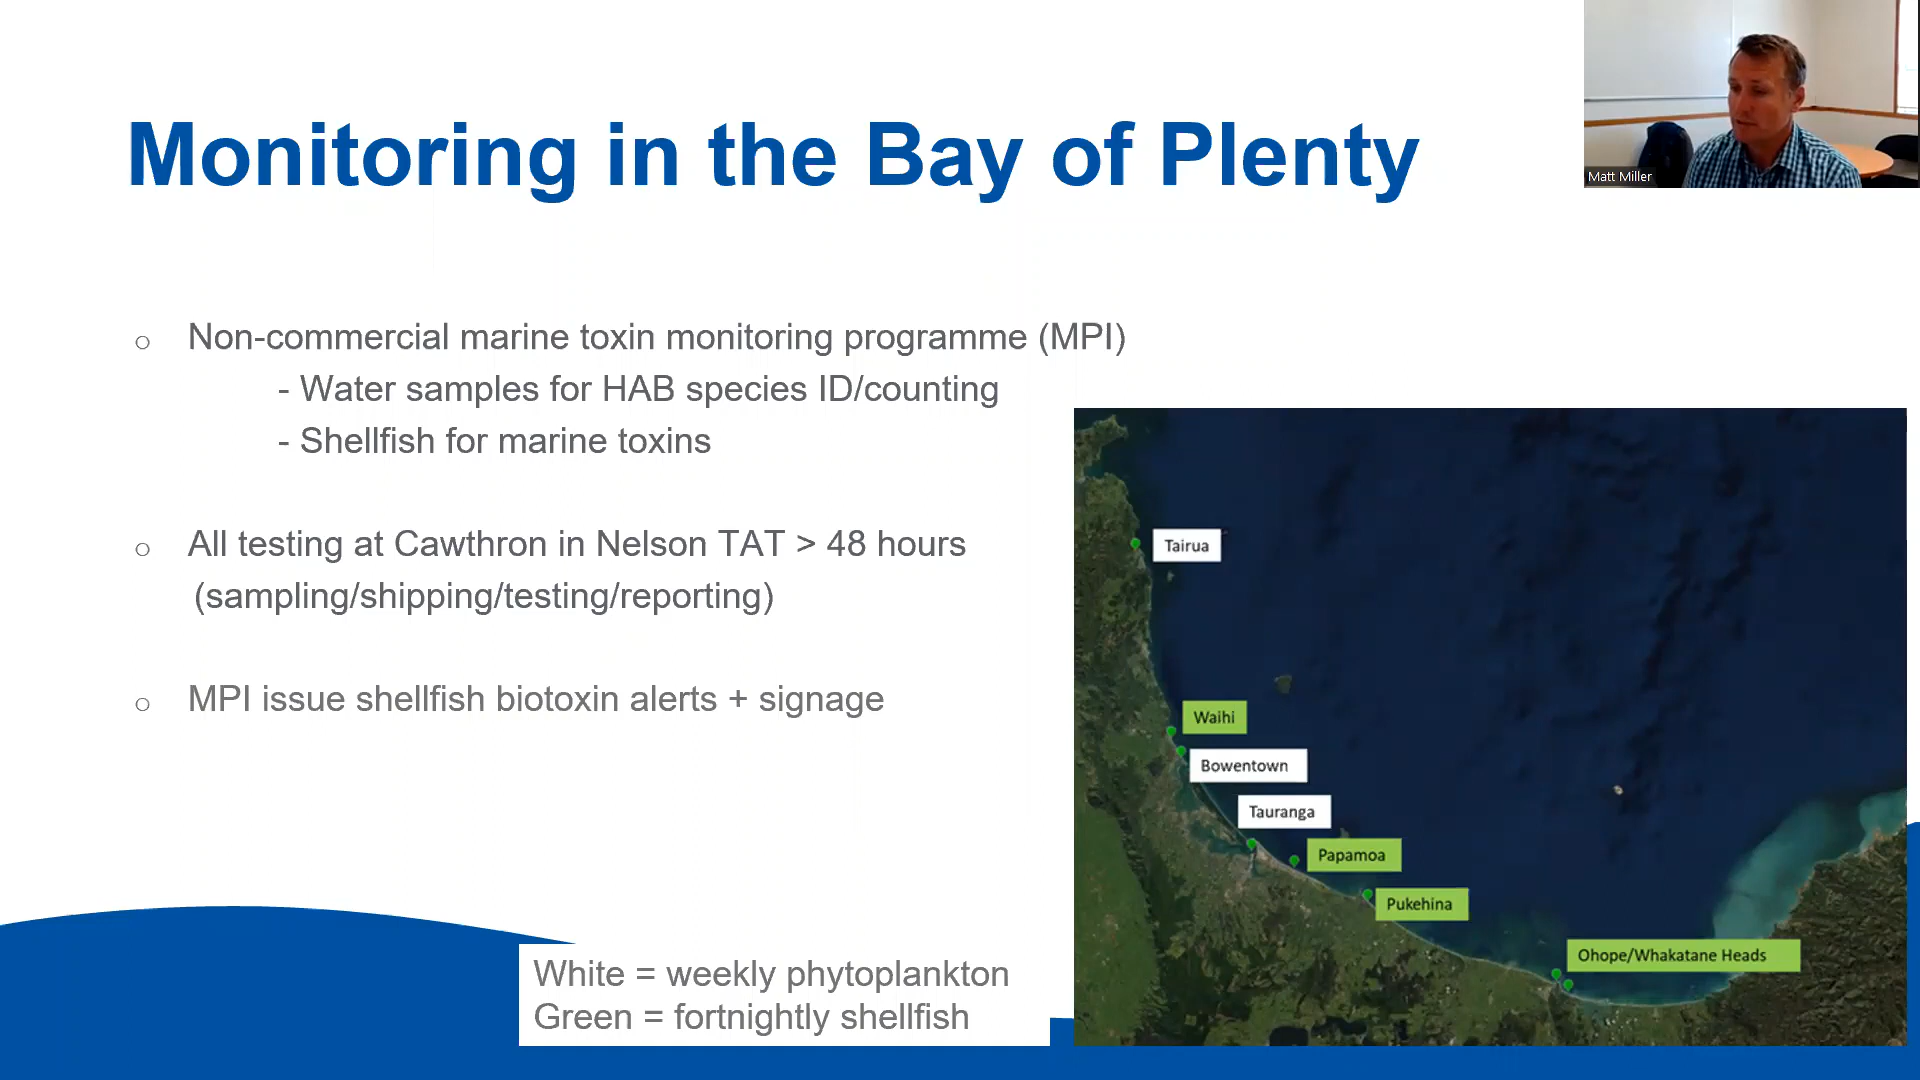 Monitoring in the Bay of Plenty
Matt Miller
○ Non-commercial marine toxin monitoring programme (MPI)
- Water samples for HAB species ID/counting
- Shellfish for marine toxins
○ All testing at Cawthron in Nelson TAT > 48 hours
(sampling/shipping/testing/reporting)
○ MPI issue shellfish biotoxin alerts + signage
White = weekly phytoplankton
Green = fortnightly shellfish
Tairua
Waihi
Bowentown
Tauranga
Papamoa
Pukehina
Ohope/Whakatane Heads